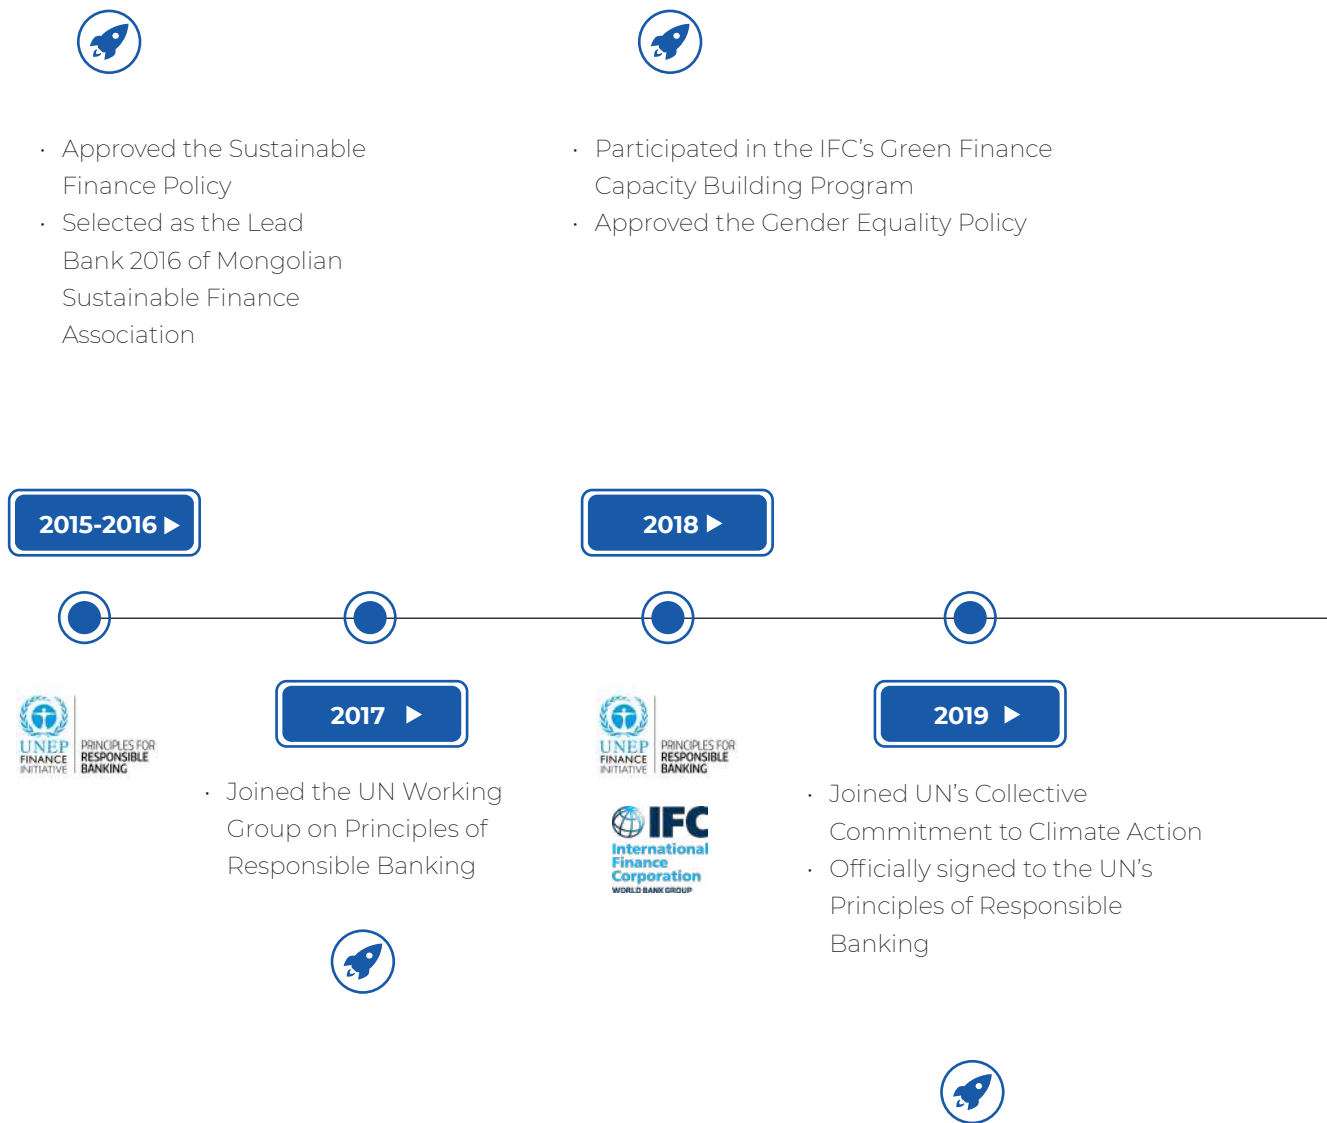 · Approved the Sustainable
Finance Policy
· Selected as the Lead
Bank 2016 of Mongolian
Sustainable Finance
Association
· Participated in the IFC’s Green Finance
Capacity Building Program
· Approved the Gender Equality Policy
2015-2016
2018
UNEP
FINANCE
INITIATIVE
PRINCIPLES FOR
RESPONSIBLE
BANKING
2017
· Joined the UN Working
Group on Principles of
Responsible Banking
UNEP
FINANCE
INITIATIVE
PRINCIPLES FOR
RESPONSIBLE
BANKING
IFC
International
Finance
Corporation
WORLD BANK GROUP
2019
· Joined UN’s Collective
Commitment to Climate Action
· Officially signed to the UN’s
Principles of Responsible
Banking